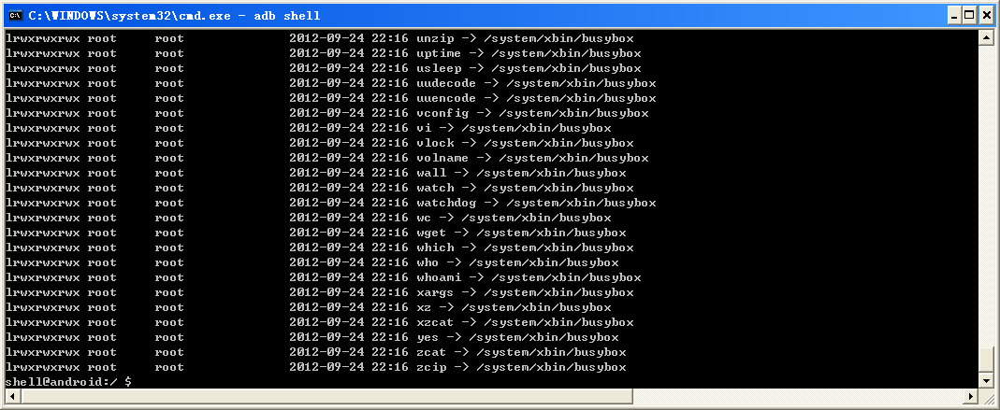 C:\WINDOWS\system32\cmd.exe - adb shell
lrwxrwxrwx root     root              2012-09-24 22:16 unzip -> /system/xbin/busybox
lrwxrwxrwx root     root              2012-09-24 22:16 uptime -> /system/xbin/busybox
lrwxrwxrwx root     root              2012-09-24 22:16 usleep -> /system/xbin/busybox
lrwxrwxrwx root     root              2012-09-24 22:16 uudecode -> /system/xbin/busybox
lrwxrwxrwx root     root              2012-09-24 22:16 uuencode -> /system/xbin/busybox
lrwxrwxrwx root     root              2012-09-24 22:16 vconfig -> /system/xbin/busybox
lrwxrwxrwx root     root              2012-09-24 22:16 vi -> /system/xbin/busybox
lrwxrwxrwx root     root              2012-09-24 22:16 vlock -> /system/xbin/busybox
lrwxrwxrwx root     root              2012-09-24 22:16 volname -> /system/xbin/busybox
lrwxrwxrwx root     root              2012-09-24 22:16 wall -> /system/xbin/busybox
lrwxrwxrwx root     root              2012-09-24 22:16 watch -> /system/xbin/busybox
lrwxrwxrwx root     root              2012-09-24 22:16 watchdog -> /system/xbin/busybox
lrwxrwxrwx root     root              2012-09-24 22:16 wc -> /system/xbin/busybox
lrwxrwxrwx root     root              2012-09-24 22:16 wget -> /system/xbin/busybox
lrwxrwxrwx root     root              2012-09-24 22:16 which -> /system/xbin/busybox
lrwxrwxrwx root     root              2012-09-24 22:16 who -> /system/xbin/busybox
lrwxrwxrwx root     root              2012-09-24 22:16 whoami -> /system/xbin/busybox
lrwxrwxrwx root     root              2012-09-24 22:16 xargs -> /system/xbin/busybox
lrwxrwxrwx root     root              2012-09-24 22:16 xz -> /system/xbin/busybox
lrwxrwxrwx root     root              2012-09-24 22:16 xzcat -> /system/xbin/busybox
lrwxrwxrwx root     root              2012-09-24 22:16 yes -> /system/xbin/busybox
lrwxrwxrwx root     root              2012-09-24 22:16 zcat -> /system/xbin/busybox
lrwxrwxrwx root     root              2012-09-24 22:16 zcip -> /system/xbin/busybox
shell@android:/ $